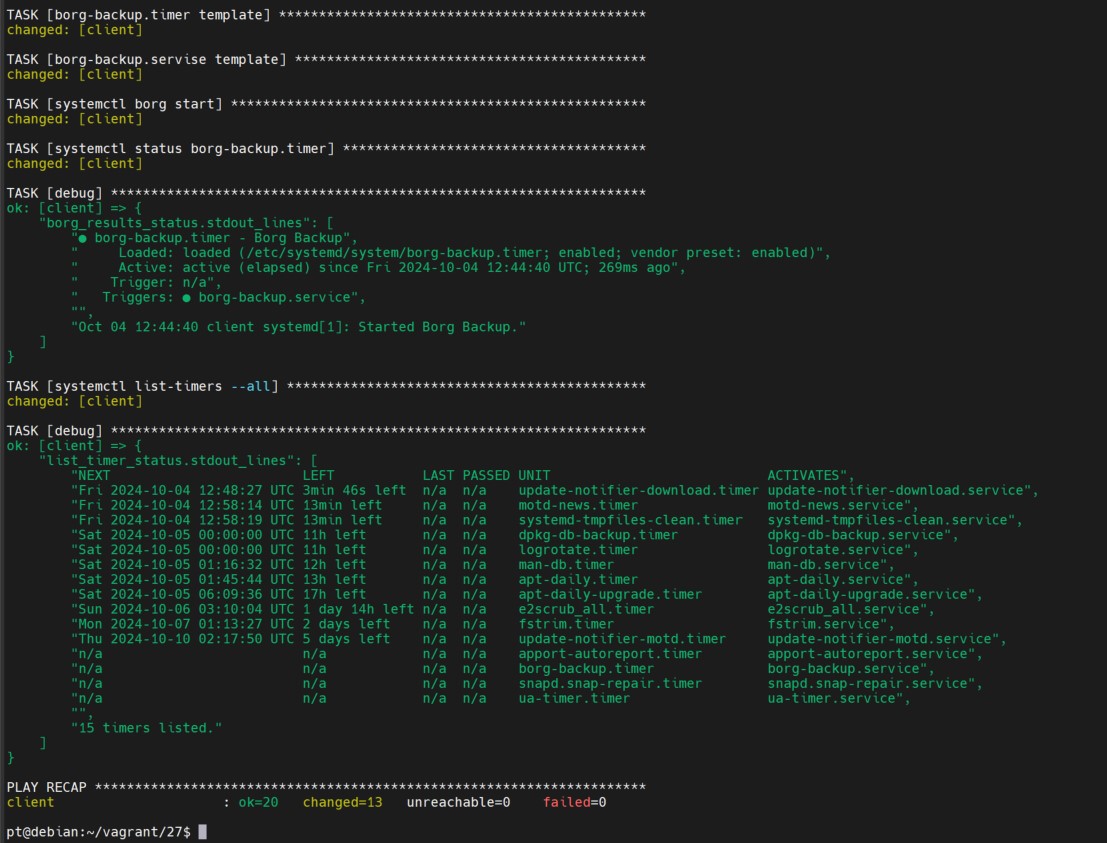 TASK [borg-backup.timer template] **********************************************
changed: [client]
TASK [borg-backup.servise template] ********************************************
changed: [client]
TASK [systemctl borg start] ****************************************************
changed: [client]
TASK [systemctl status borg-backup.timer] **************************************
changed: [client]
TASK [debug] *******************************************************************
ok: [client] => {
    "borg_results_status.stdout_lines": [
        "● borg-backup.timer - Borg Backup",
        "     Loaded: loaded (/etc/systemd/system/borg-backup.timer; enabled; vendor preset: enabled)",
        "     Active: active (elapsed) since Fri 2024-10-04 12:44:40 UTC; 269ms ago",
        "    Trigger: n/a",
        "   Triggers: ● borg-backup.service",
        "",
        "Oct 04 12:44:40 client systemd[1]: Started Borg Backup."
    ]
}
TASK [systemctl list-timers --all] *********************************************
changed: [client]
TASK [debug] *******************************************************************
ok: [client] => {
    "list_timer_status.stdout_lines": [
        "NEXT                        LEFT           LAST PASSED UNIT                           ACTIVATES",
        "Fri 2024-10-04 12:48:27 UTC 3min 46s left  n/a  n/a    update-notifier-download.timer update-notifier-download.service",
        "Fri 2024-10-04 12:58:14 UTC 13min left     n/a  n/a    motd-news.timer                motd-news.service",
        "Fri 2024-10-04 12:58:19 UTC 13min left     n/a  n/a    systemd-tmpfiles-clean.timer   systemd-tmpfiles-clean.service",
        "Sat 2024-10-05 00:00:00 UTC 11h left       n/a  n/a    dpkg-db-backup.timer           dpkg-db-backup.service",
        "Sat 2024-10-05 00:00:00 UTC 11h left       n/a  n/a    logrotate.timer                logrotate.service",
        "Sat 2024-10-05 01:16:32 UTC 12h left       n/a  n/a    man-db.timer                   man-db.service",
        "Sat 2024-10-05 01:45:44 UTC 13h left       n/a  n/a    apt-daily.timer                apt-daily.service",
        "Sat 2024-10-05 06:09:36 UTC 17h left       n/a  n/a    apt-daily-upgrade.timer        apt-daily-upgrade.service",
        "Sun 2024-10-06 03:10:04 UTC 1 day 14h left n/a  n/a    e2scrub_all.timer              e2scrub_all.service",
        "Mon 2024-10-07 01:13:27 UTC 2 days left    n/a  n/a    fstrim.timer                   fstrim.service",
        "Thu 2024-10-10 02:17:50 UTC 5 days left    n/a  n/a    update-notifier-motd.timer     update-notifier-motd.service",
        "n/a                         n/a            n/a  n/a    apport-autoreport.timer        apport-autoreport.service",
        "n/a                         n/a            n/a  n/a    borg-backup.timer              borg-backup.service",
        "n/a                         n/a            n/a  n/a    snapd.snap-repair.timer        snapd.snap-repair.service",
        "n/a                         n/a            n/a  n/a    ua-timer.timer                 ua-timer.service",
        "",
        "15 timers listed."
    ]
}
PLAY RECAP *********************************************************************
client                     : ok=20   changed=13   unreachable=0    failed=0
pt@debian:~/vagrant/27$